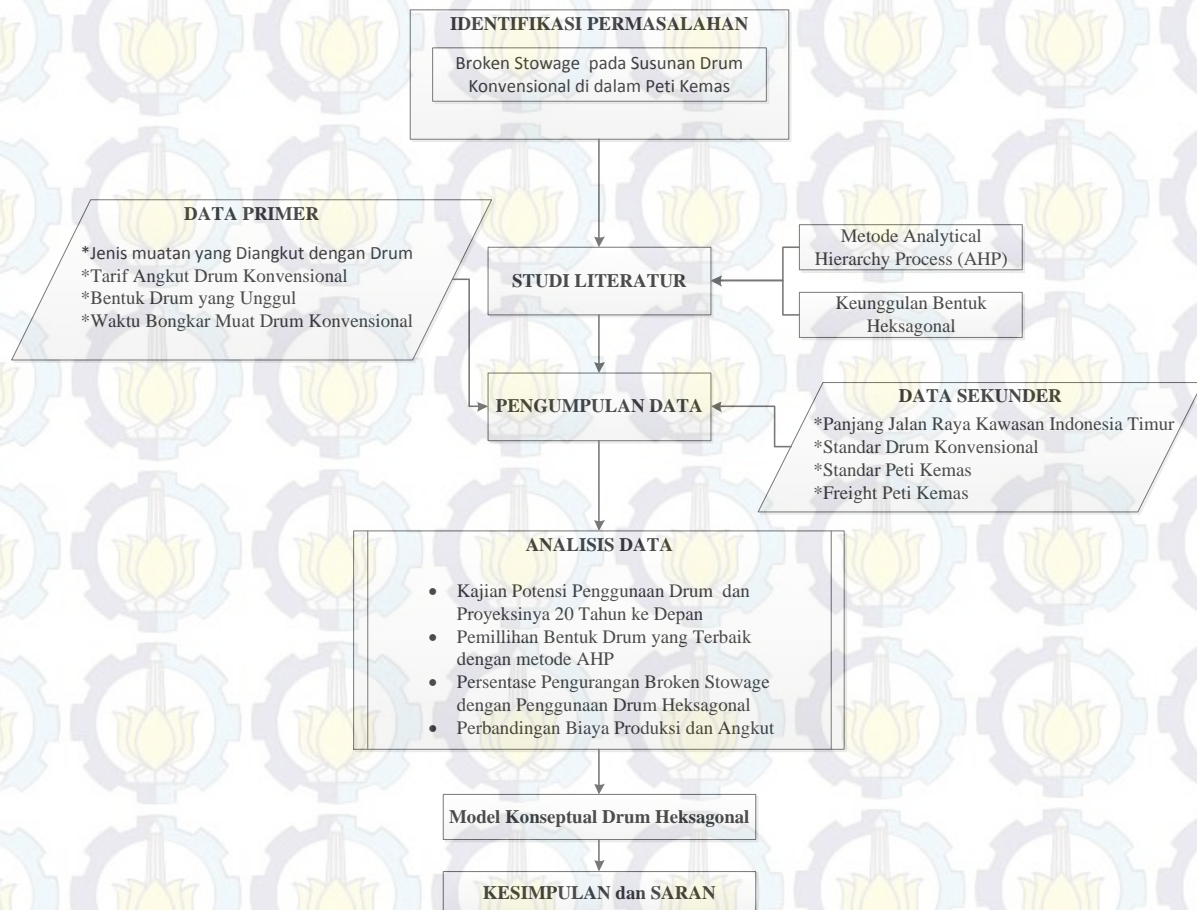 IDENTIFIKASI PERMASALAHAN
Broken Stowage pada Susunan Drum
Konvensional di dalam Peti Kemas
DATA PRIMER
*Jenis muatan yang Diangkut dengan Drum
*Tarif Angkut Drum Konvensional
*Bentuk Drum yang Unggul
*Waktu Bongkar Muat Drum Konvensional
STUDI LITERATUR
Metode Analytical
Hierarchy Process (AHP)
Keunggulan Bentuk
Heksagonal
PENGUMPULAN DATA
DATA SEKUNDER
*Panjang Jalan Raya Kawasan Indonesia Timur
*Standar Drum Konvensional
*Standar Peti Kemas
*Freight Peti Kemas
ANALISIS DATA
• Kajian Potensi Penggunaan Drum dan
Proyeksinya 20 Tahun ke Depan
• Pemillihan Bentuk Drum yang Terbaik
dengan metode AHP
• Persentase Pengurangan Broken Stowage
dengan Penggunaan Drum Heksagonal
• Perbandingan Biaya Produksi dan Angkut
Model Konseptual Drum Heksagonal
KESIMPULAN dan SARAN